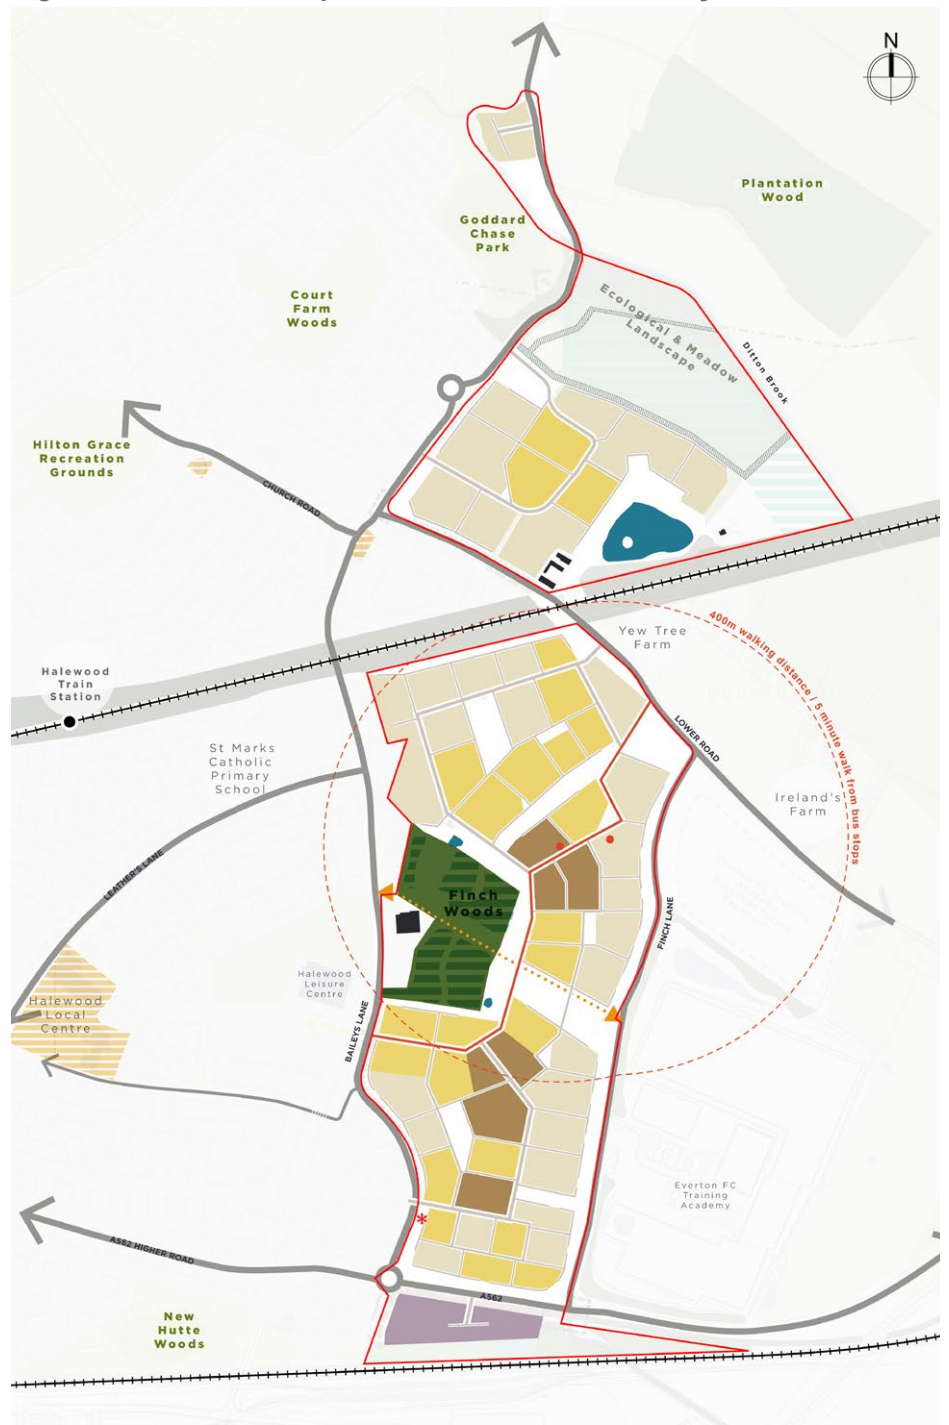 N
Plantation
Wood
Goddard
Chase
Park
Court
Farm
Woods
Ecological & Meadow
Landscape
Ditton Brook
Hilton Grace
Recreation
Grounds
CHURCH ROAD
400m walking distance / 5 minute walk from bus stops
Yew Tree
Farm
Halewood
Train
Station
LOWER ROAD
St Marks
Catholic
Primary
School
Ireland's
Farm
LEATHER'S LANE
Finch
Woods
FINCH LANE
Halewood
Leisure
Centre
Halewood
Local
Centre
BAILEYS LANE
Everton FC
Training
Academy
*
A562 HIGHER ROAD
A562
New
Hutte
Woods